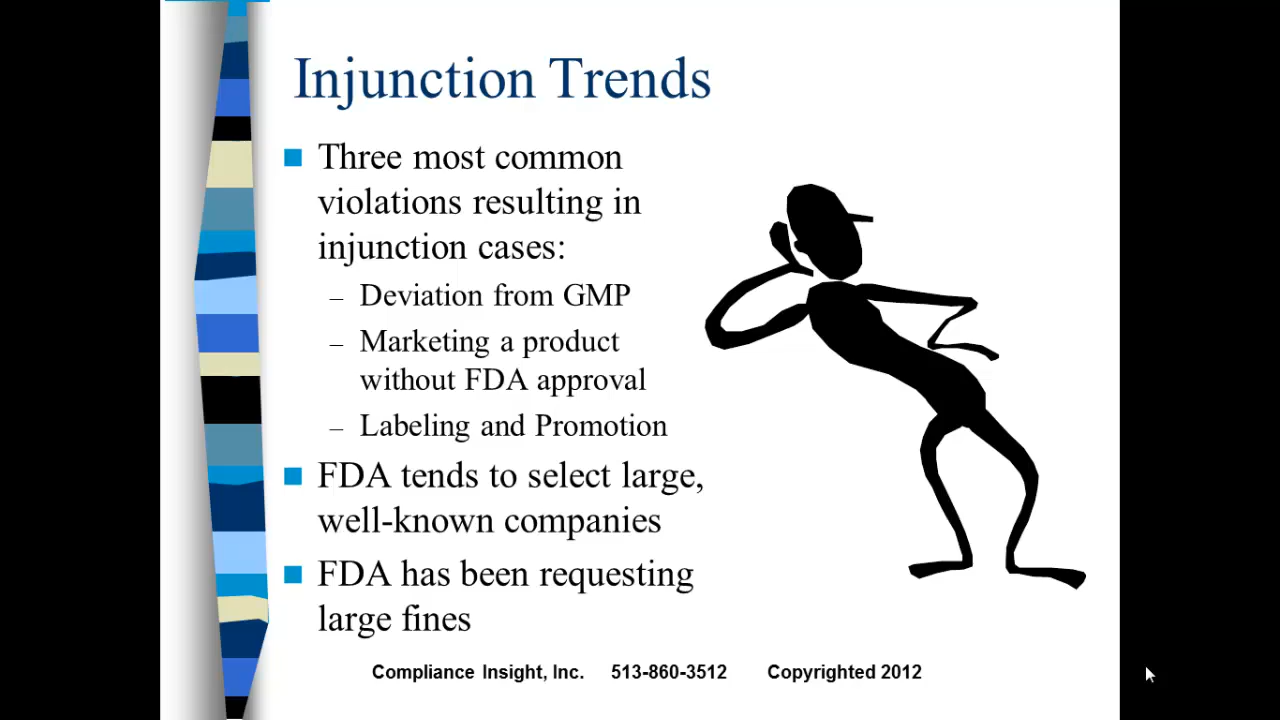 Injunction Trends
Three most common
violations resulting in
injunction cases:
– Deviation from GMP
– Marketing a product
without FDA approval
– Labeling and Promotion
FDA tends to select large,
well-known companies
FDA has been requesting
large fines
Compliance Insight, Inc. 513-860-3512 Copyrighted 2012